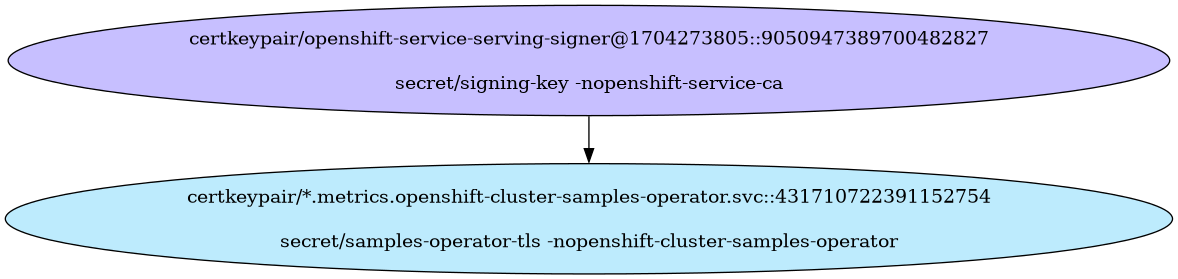 certkeypair/openshift-service-serving-signer@1704273805::9050947389700482827
secret/signing-key -nopenshift-service-ca
certkeypair/*.metrics.openshift-cluster-samples-operator.svc::431710722391152754
secret/samples-operator-tls -nopenshift-cluster-samples-operator